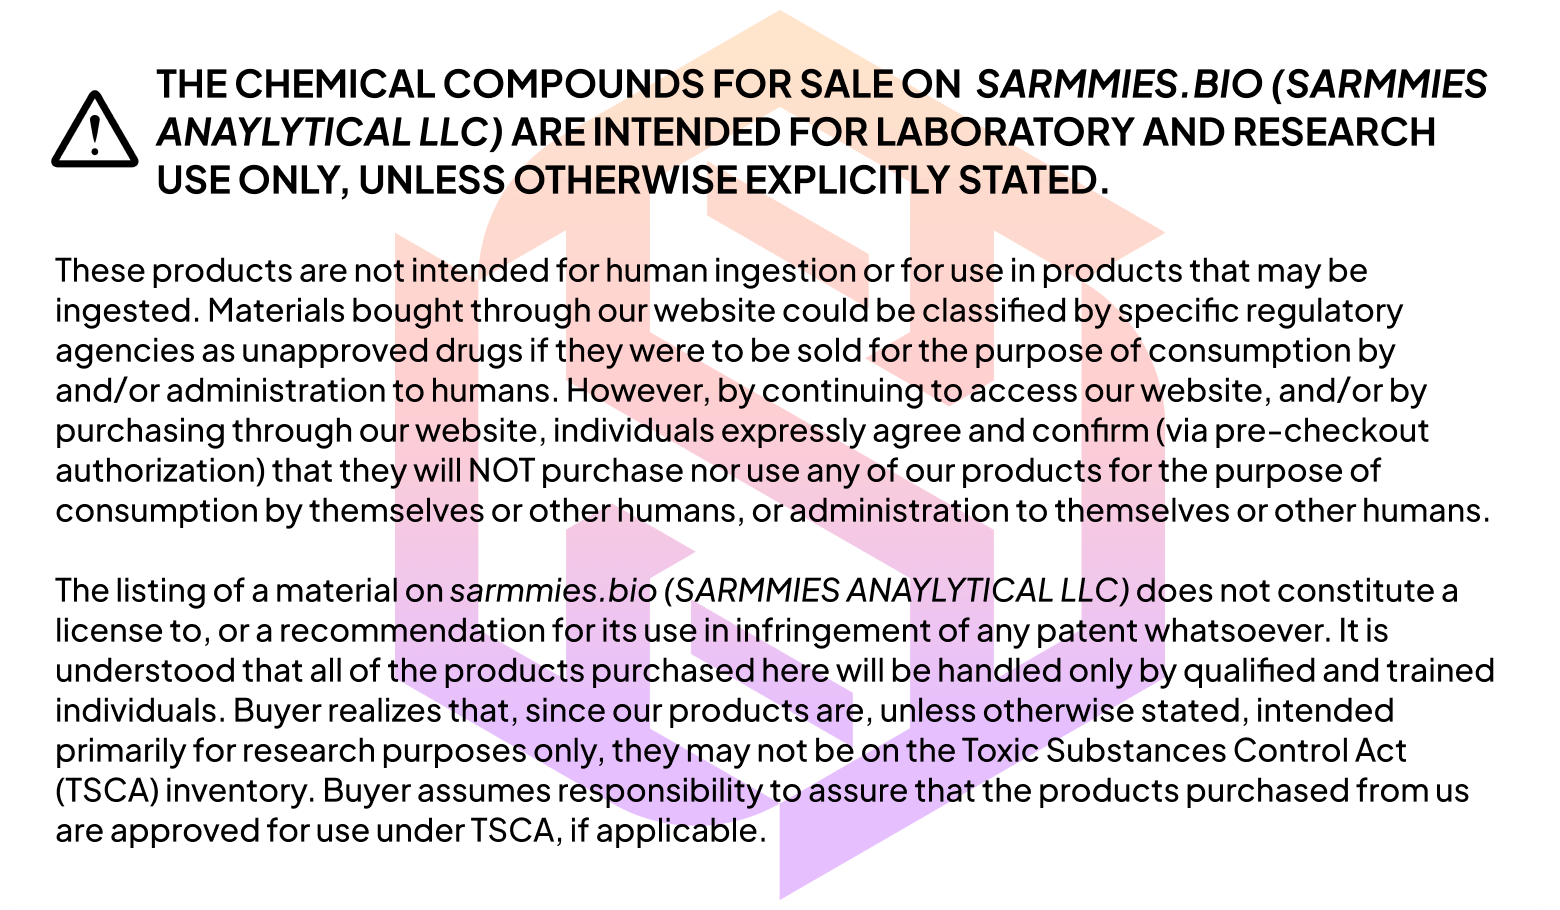 THE CHEMICAL COMPOUNDS FOR SALE ON SARMMIES.BIO (SARMMIES
ANAYLYTICAL LLC) ARE INTENDED FOR LABORATORY AND RESEARCH
USE ONLY, UNLESS OTHERWISE EXPLICITLY STATED.
These products are not intended for human ingestion or for use in products that may be
ingested. Materials bought through our website could be classified by specific regulatory
agencies as unapproved drugs if they were to be sold for the purpose of consumption by
and/or administration to humans. However, by continuing to access our website, and/or by
purchasing through our website, individuals expressly agree and confirm (via pre-checkout
authorization) that they will NOT purchase nor use any of our products for the purpose of
consumption by themselves or other humans, or administration to themselves or other humans.
The listing of a material on sarmmies.bio (SARMMIES ANAYLYTICAL LLC) does not constitute a
license to, or a recommendation for its use in infringement of any patent whatsoever. It is
understood that all of the products purchased here will be handled only by qualified and trained
individuals. Buyer realizes that, since our products are, unless otherwise stated, intended
primarily for research purposes only, they may not be on the Toxic Substances Control Act
(TSCA) inventory. Buyer assumes responsibility to assure that the products purchased from us
are approved for use under TSCA, if applicable.